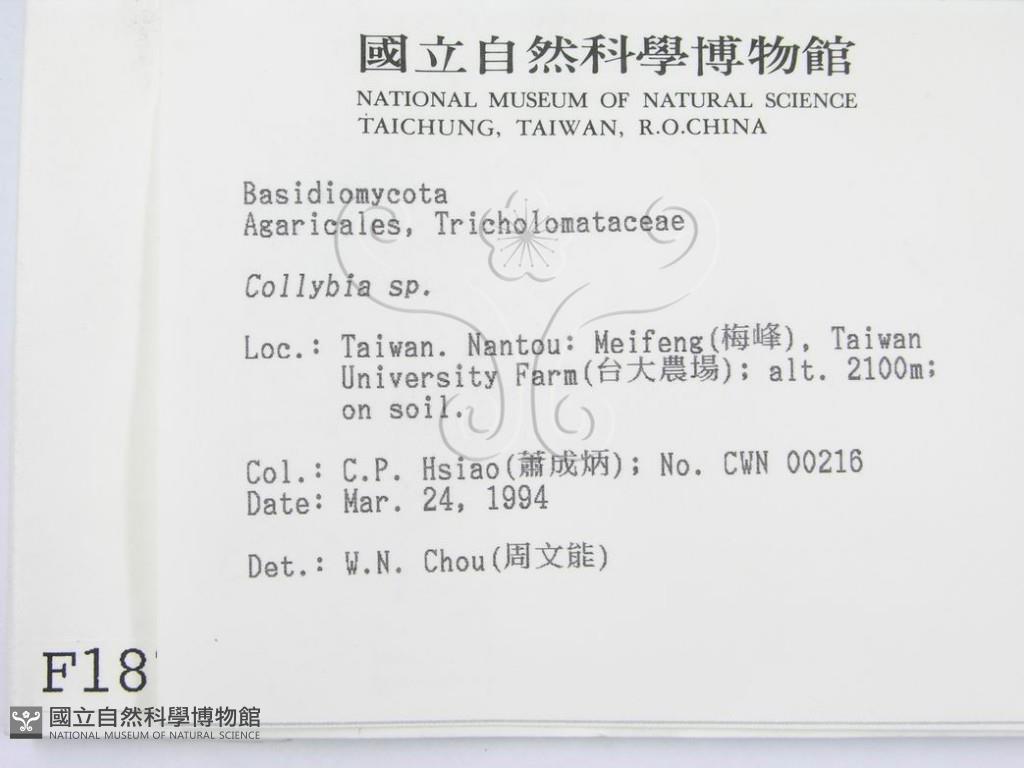 國立自然科學博物館
NATIONAL MUSEUM OF NATURAL SCIENCE
TAICHUNG, TAIWAN, R.O.CHINA
Basidiomycota
Agaricales, Tricholomataceae
Collybia sp.
Loc.: Taiwan. Nantou: Meifeng(梅峰), Taiwan
University Farm(台大農場); alt. 2100m;
on soil.
Col.: C.P. Hsiao(蕭成炳); No. CWN 00216
Date: Mar. 24, 1994
Det.: W.N. Chou(周文能)
F18
國立自然科學博物館
NATIONAL MUSEUM OF NATURAL SCIENCE